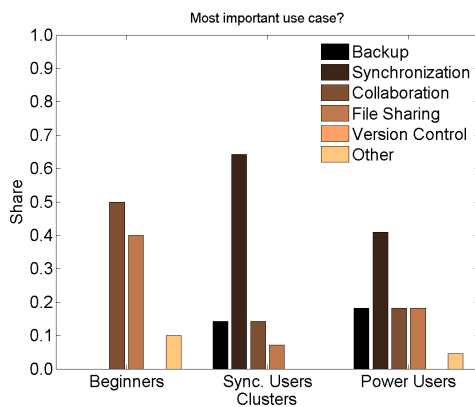 Most important use case?
1.0
0.9
0.8
0.7
0.6
0.5
0.4
0.3
0.2
0.1
0.0
Share
Backup
Synchronization
Collaboration
File Sharing
Version Control
Other
Beginners
Sync. Users
Power Users
Clusters